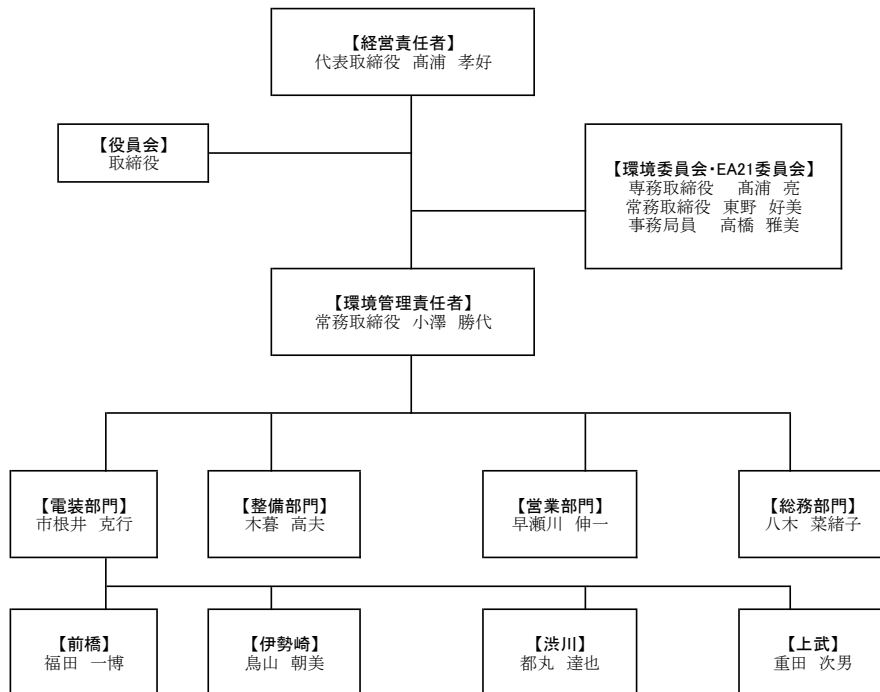 【経営責任者】
代表取締役 髙浦 孝好
【役員会】
取締役
【環境委員会・EA21委員会】
専務取締役 髙浦 亮
常務取締役 東野 好美
事務局員 高橋 雅美
【環境管理責任者】
常務取締役 小澤 勝代
【電装部門】
市根井 克行
【整備部門】
木暮 高夫
【営業部門】
早瀬川 伸一
【総務部門】
八木 菜緒子
【前橋】
福田 一博
【伊勢崎】
鳥山 朝美
【渋川】
都丸 達也
【上武】
重田 次男